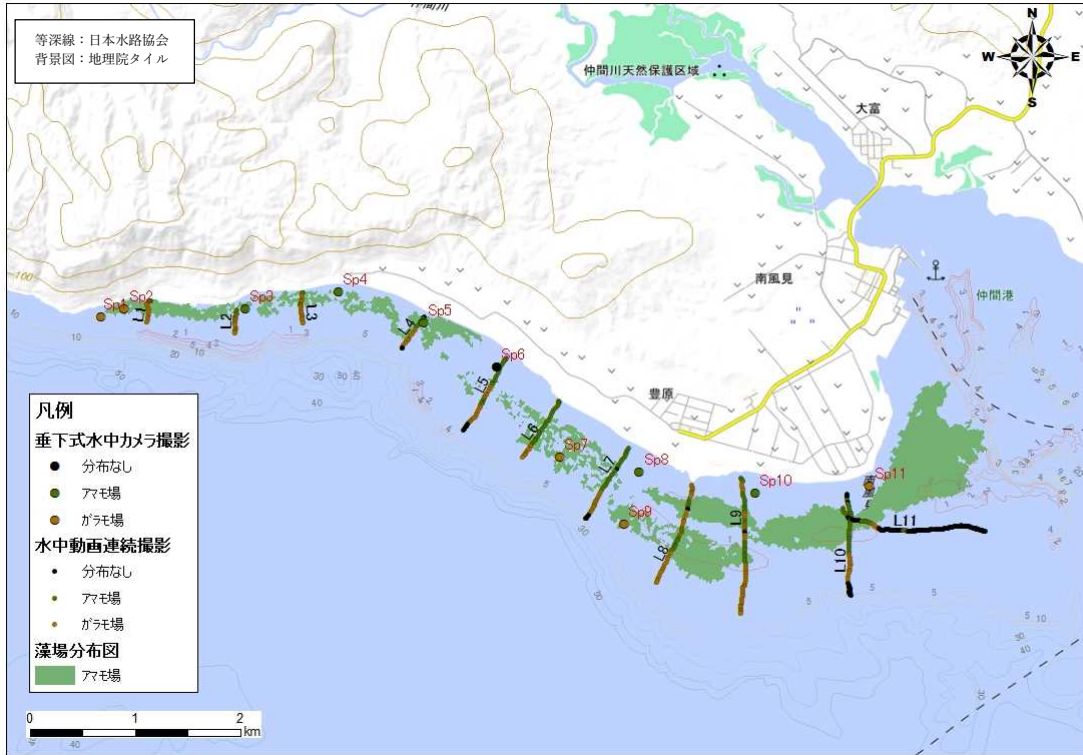 等深線：日本水路協会
背景図：地理院タイル
仲間川天然保護区域
大富
N
W
E
S
南風見
仲間港
豊原
100
Sp1
Sp2
Sp3
Sp4
Sp5
Sp6
Sp7
Sp8
Sp9
Sp10
Sp11
L1
L2
L3
L4
L5
L6
L7
L8
L9
L10
L11
凡例
垂下式水中カメラ撮影
分布なし
アマモ場
ガラモ場
水中動画連続撮影
分布なし
アマモ場
ガラモ場
藻場分布図
アマモ場
0 1 2
km